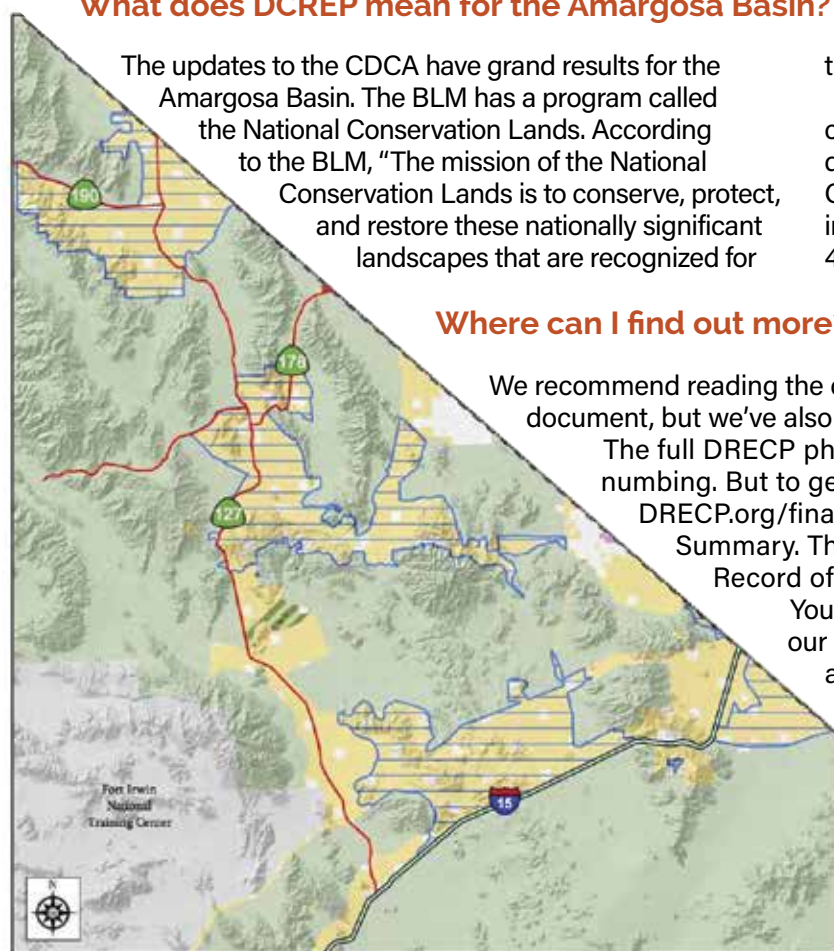 What does DCREP mean for the Amargosa Basin?
The updates to the CDCA have grand results for the
Amargosa Basin. The BLM has a program called
the National Conservation Lands. According
to the BLM, “The mission of the National
Conservation Lands is to conserve, protect,
and restore these nationally significant
landscapes that are recognized for
Where can I find out more
We recommend reading the
document, but we’ve also
The full DRECP
numbing. But to
DRECP.org/
Summary.
Record of
You
our
190
178
127
15
Fort Irwin
National
Training Center
N